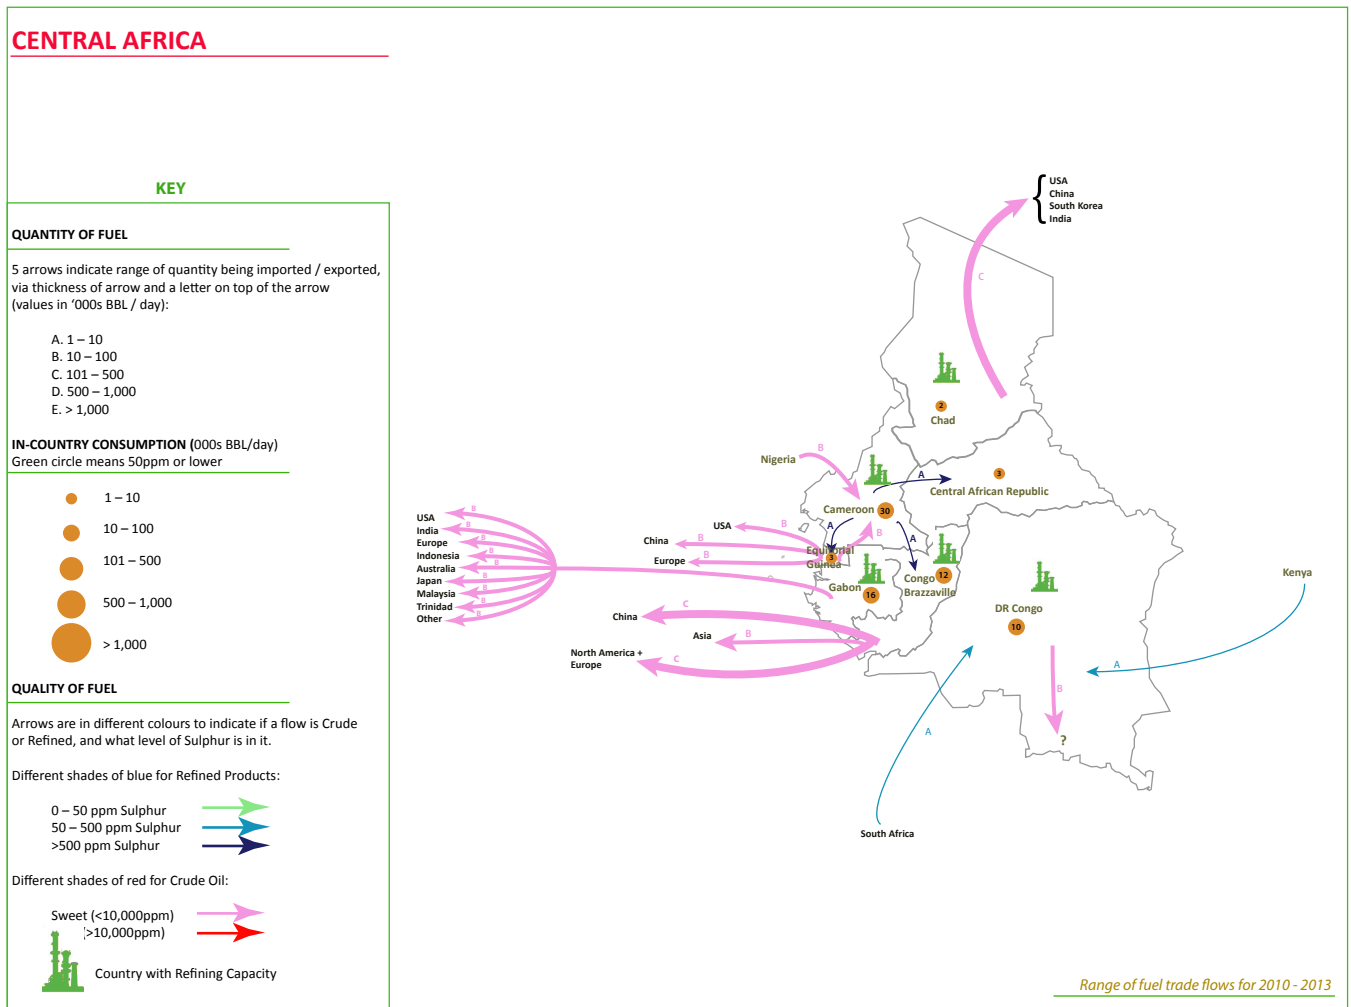 CENTRAL AFRICA
KEY
QUANTITY OF FUEL
5 arrows indicate range of quantity being imported / exported,
via thickness of arrow and a letter on top of the arrow
(values in ‘000s BBL / day):
A. 1 – 10
B. 10 – 100
C. 101 – 500
D. 500 – 1,000
E. > 1,000
IN-COUNTRY CONSUMPTION (000s BBL/day)
Green circle means 50ppm or lower
1 – 10
10 – 100
101 – 500
500 – 1,000
> 1,000
QUALITY OF FUEL
Arrows are in different colours to indicate if a flow is Crude
or Refined, and what level of Sulphur is in it.
Different shades of blue for Refined Products:
0 – 50 ppm Sulphur
50 – 500 ppm Sulphur
>500 ppm Sulphur
Different shades of red for Crude Oil:
Sweet (<10,000ppm)
(>10,000ppm)
Country with Refining Capacity
USA
China
South Korea
India
C
2
Chad
Nigeria
B
A
3
Central African Republic
Cameroon
30
A
B
A
USA
B
China
B
Europe
B
Equitorial
Guinea
3
Gabon
16
Congo
Brazzaville
12
USA
B
India
B
Europe
B
Indonesia
B
Australia
B
Japan
B
Malaysia
B
Trinidad
B
Other
B
China
C
Asia
B
North America +
Europe
C
DR Congo
10
Kenya
A
B
?
A
South Africa
Range of fuel trade flows for 2010 - 2013